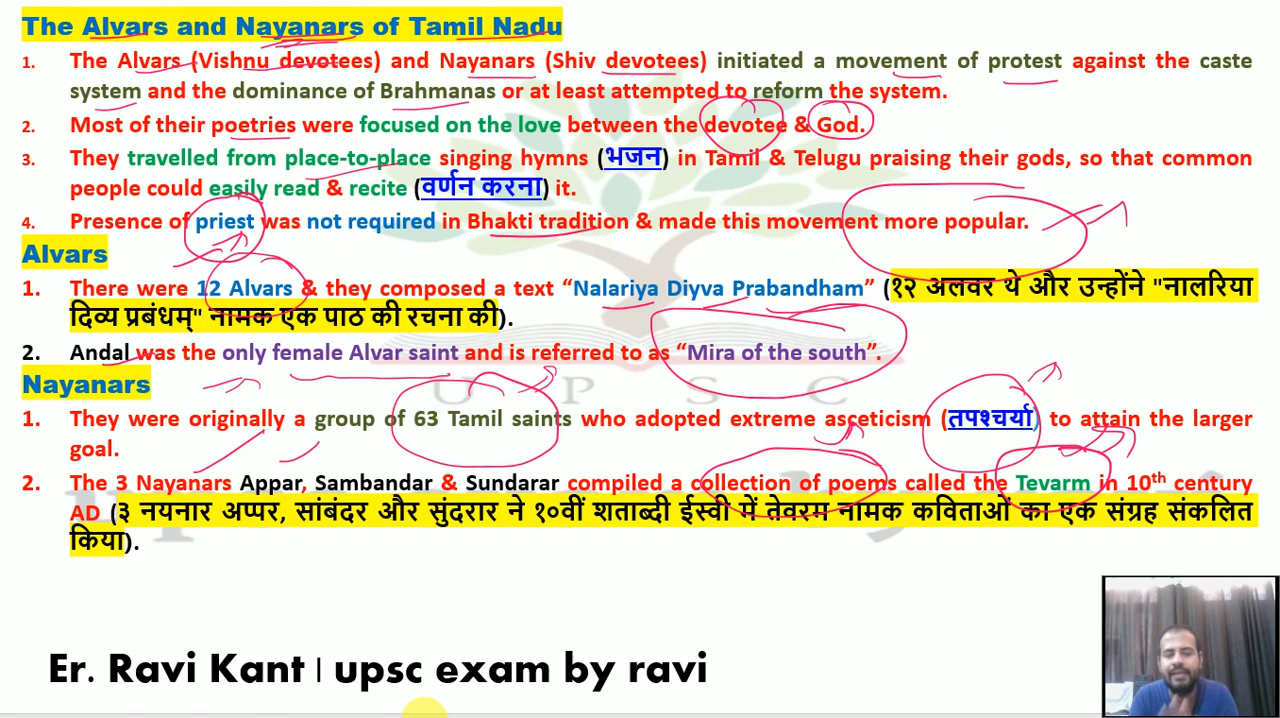 The Alvars and Nayanars of Tamil Nadu
1. The Alvars (Vishnu devotees) and Nayanars (Shiv devotees) initiated a movement of protest against the caste
system and the dominance of Brahmanas or at least attempted to reform the system.
2. Most of their poetries were focused on the love between the devotee & God.
3. They travelled from place-to-place singing hymns (भजन) in Tamil & Telugu praising their gods, so that common
people could easily read & recite (वर्णन करना) it.
4. Presence of priest was not required in Bhakti tradition & made this movement more popular.
Alvars
1. There were 12 Alvars & they composed a text “Nalariya Diyva Prabandham” (१२ अलवर थे और उन्होंने "नालरिया
दिव्य प्रबंधम्" नामक एक पाठ की रचना की).
2. Andal was the only female Alvar saint and is referred to as “Mira of the south”.
UPSC
Nayanars
1. They were originally a group of 63 Tamil saints who adopted extreme asceticism (तपश्चर्या) to attain the larger
goal.
2. The 3 Nayanars Appar, Sambandar & Sundarar compiled a collection of poems called the Tevarm in 10th century
AD (३ नयनार अप्पर, सांबंदर और सुंदरार ने १०वीं शताब्दी ईस्वी में तेवरम नामक कविताओं का एक संग्रह संकलित
किया).
Er. Ravi Kant | upsc exam by ravi